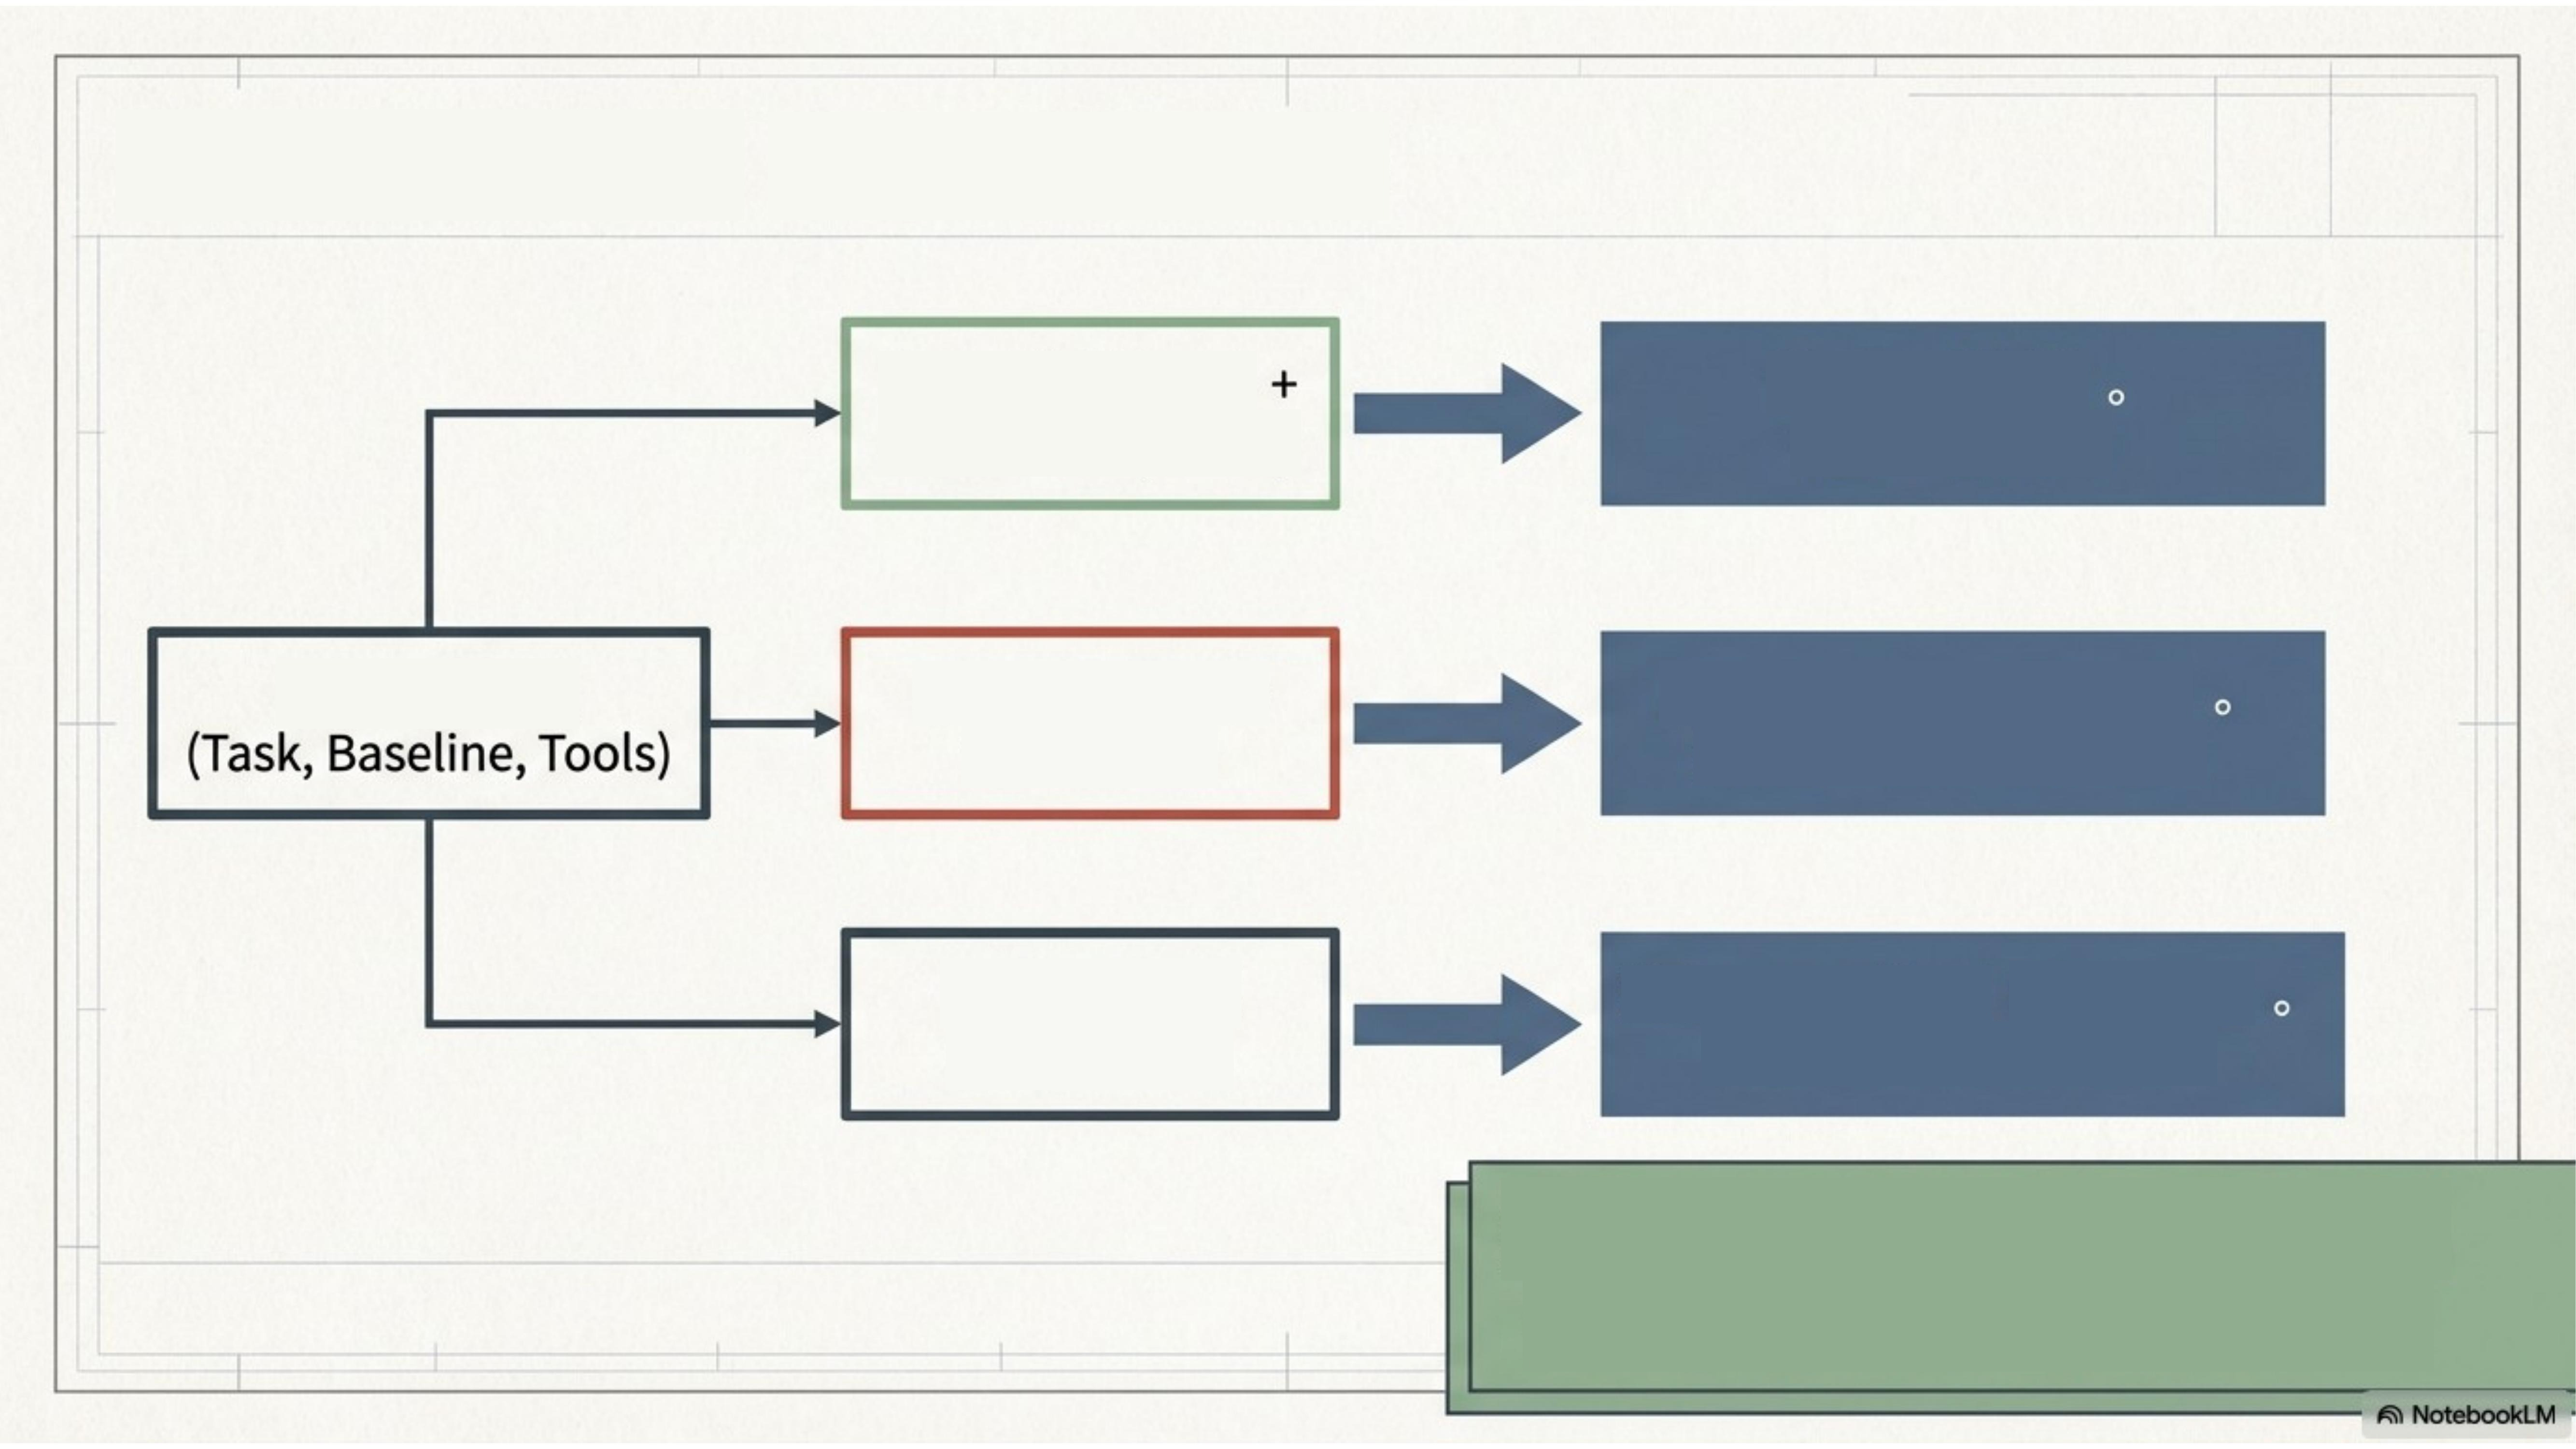 +
(Task, Baseline, Tools)
NotebookLM